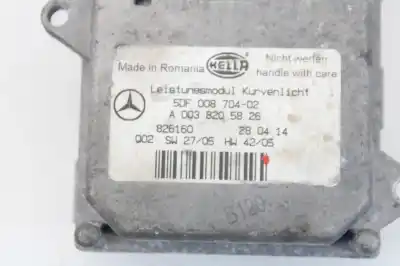 Made in Romania HELLA Nicht werfen
handle with care
Leistungsmodul Kurvenlicht
5DF 008 704-02
A 003 820 58 26
826160 28 04 14
Q02 SW 27/05 HW 42/05